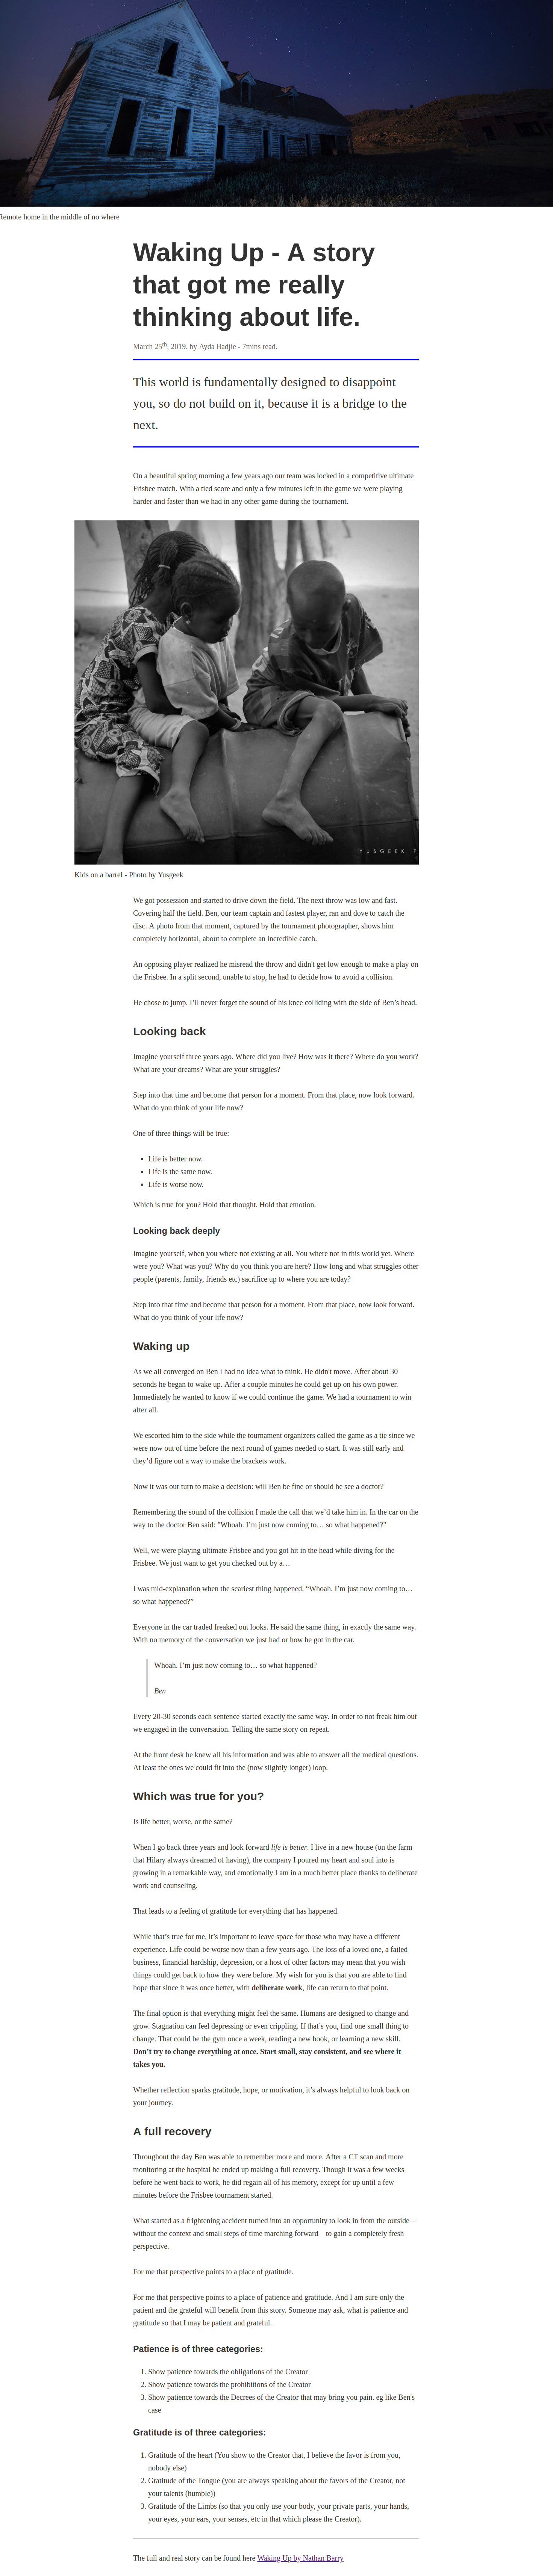 Remote home in the middle of no where
Waking Up - A story
that got me really
thinking about life.
March 25th, 2019. by Ayda Badjie - 7mins read.
This world is fundamentally designed to disappoint
you, so do not build on it, because it is a bridge to the
next.
On a beautiful spring morning a few years ago our team was locked in a competitive ultimate
Frisbee match. With a tied score and only a few minutes left in the game we were playing
harder and faster than we had in any other game during the tournament.
YUSGEEK P
Kids on a barrel - Photo by Yusgeek
We got possession and started to drive down the field. The next throw was low and fast.
Covering half the field. Ben, our team captain and fastest player, ran and dove to catch the
disc. A photo from that moment, captured by the tournament photographer, shows him
completely horizontal, about to complete an incredible catch.
An opposing player realized he misread the throw and didn't get low enough to make a play on
the Frisbee. In a split second, unable to stop, he had to decide how to avoid a collision.
He chose to jump. I’ll never forget the sound of his knee colliding with the side of Ben’s head.
Looking back
Imagine yourself three years ago. Where did you live? How was it there? Where do you work?
What are your dreams? What are your struggles?
Step into that time and become that person for a moment. From that place, now look forward.
What do you think of your life now?
One of three things will be true:
• Life is better now.
• Life is the same now.
• Life is worse now.
Which is true for you? Hold that thought. Hold that emotion.
Looking back deeply
Imagine yourself, when you where not existing at all. You where not in this world yet. Where
were you? What was you? Why do you think you are here? How long and what struggles other
people (parents, family, friends etc) sacrifice up to where you are today?
Step into that time and become that person for a moment. From that place, now look forward.
What do you think of your life now?
Waking up
As we all converged on Ben I had no idea what to think. He didn't move. After about 30
seconds he began to wake up. After a couple minutes he could get up on his own power.
Immediately he wanted to know if we could continue the game. We had a tournament to win
after all.
We escorted him to the side while the tournament organizers called the game as a tie since we
were now out of time before the next round of games needed to start. It was still early and
they’d figure out a way to make the brackets work.
Now it was our turn to make a decision: will Ben be fine or should he see a doctor?
Remembering the sound of the collision I made the call that we’d take him in. In the car on the
way to the doctor Ben said: "Whoah. I’m just now coming to… so what happened?"
Well, we were playing ultimate Frisbee and you got hit in the head while diving for the
Frisbee. We just want to get you checked out by a…
I was mid-explanation when the scariest thing happened. “Whoah. I’m just now coming to…
so what happened?”
Everyone in the car traded freaked out looks. He said the same thing, in exactly the same way.
With no memory of the conversation we just had or how he got in the car.
Whoah. I’m just now coming to… so what happened?
Ben
Every 20-30 seconds each sentence started exactly the same way. In order to not freak him out
we engaged in the conversation. Telling the same story on repeat.
At the front desk he knew all his information and was able to answer all the medical questions.
At least the ones we could fit into the (now slightly longer) loop.
Which was true for you?
Is life better, worse, or the same?
When I go back three years and look forward life is better. I live in a new house (on the farm
that Hilary always dreamed of having), the company I poured my heart and soul into is
growing in a remarkable way, and emotionally I am in a much better place thanks to deliberate
work and counseling.
That leads to a feeling of gratitude for everything that has happened.
While that’s true for me, it’s important to leave space for those who may have a different
experience. Life could be worse now than a few years ago. The loss of a loved one, a failed
business, financial hardship, depression, or a host of other factors may mean that you wish
things could get back to how they were before. My wish for you is that you are able to find
hope that since it was once better, with deliberate work, life can return to that point.
The final option is that everything might feel the same. Humans are designed to change and
grow. Stagnation can feel depressing or even crippling. If that’s you, find one small thing to
change. That could be the gym once a week, reading a new book, or learning a new skill.
Don’t try to change everything at once. Start small, stay consistent, and see where it
takes you.
Whether reflection sparks gratitude, hope, or motivation, it’s always helpful to look back on
your journey.
A full recovery
Throughout the day Ben was able to remember more and more. After a CT scan and more
monitoring at the hospital he ended up making a full recovery. Though it was a few weeks
before he went back to work, he did regain all of his memory, except for up until a few
minutes before the Frisbee tournament started.
What started as a frightening accident turned into an opportunity to look in from the outside—
without the context and small steps of time marching forward—to gain a completely fresh
perspective.
For me that perspective points to a place of gratitude.
For me that perspective points to a place of patience and gratitude. And I am sure only the
patient and the grateful will benefit from this story. Someone may ask, what is patience and
gratitude so that I may be patient and grateful.
Patience is of three categories:
1. Show patience towards the obligations of the Creator
2. Show patience towards the prohibitions of the Creator
3. Show patience towards the Decrees of the Creator that may bring you pain. eg like Ben's
case
Gratitude is of three categories:
1. Gratitude of the heart (You show to the Creator that, I believe the favor is from you,
nobody else)
2. Gratitude of the Tongue (you are always speaking about the favors of the Creator, not
your talents (humble))
3. Gratitude of the Limbs (so that you only use your body, your private parts, your hands,
your eyes, your ears, your senses, etc in that which please the Creator).
The full and real story can be found here Waking Up by Nathan Barry